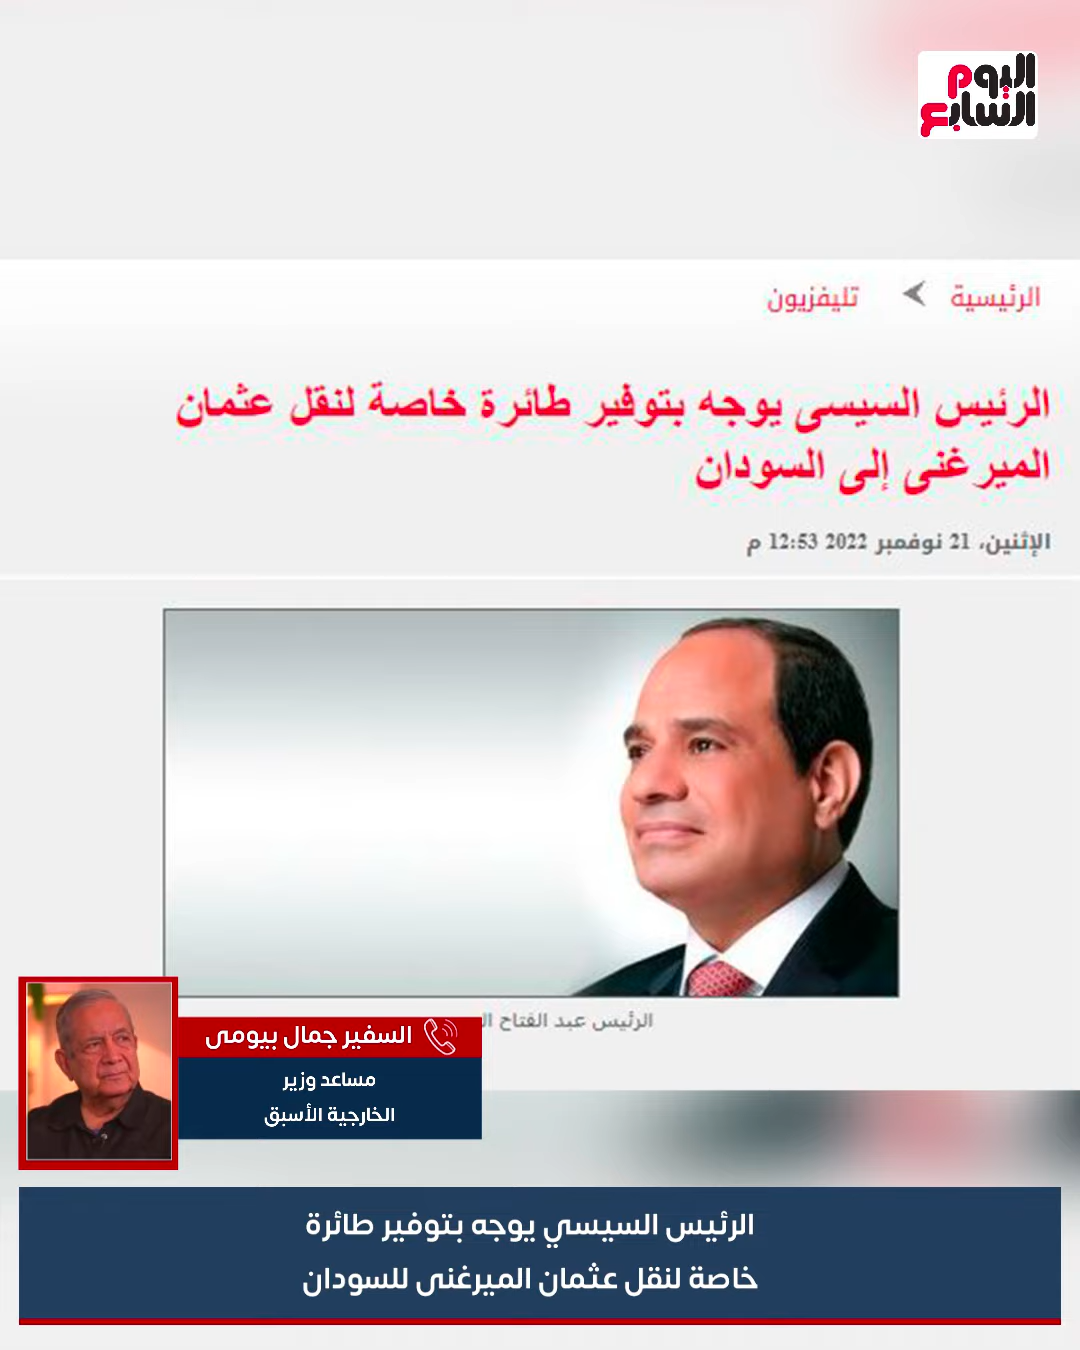 اليوم
السابع
الرئيسية
تليفزيون
الرئيس السيسى يوجه بتوفير طائرة خاصة لنقل عثمان
الميرغنى إلى السودان
الإثنين، 21 نوفمبر 2022 12:53 م
الرئيس عبد الفتاح
السفير جمال بيومى
مساعد وزير
الخارجية الأسبق
الرئيس السيسي يوجه بتوفير طائرة
خاصة لنقل عثمان الميرغنى للسودان